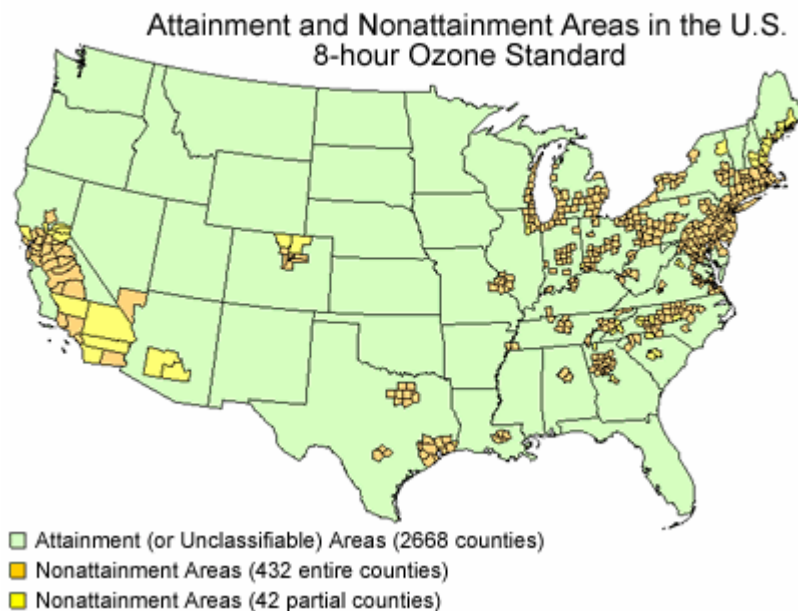 Attainment and Nonattainment Areas in the U.S.
8-hour Ozone Standard
Attainment (or Unclassifiable) Areas (2668 counties)
Nonattainment Areas (432 entire counties)
Nonattainment Areas (42 partial counties)